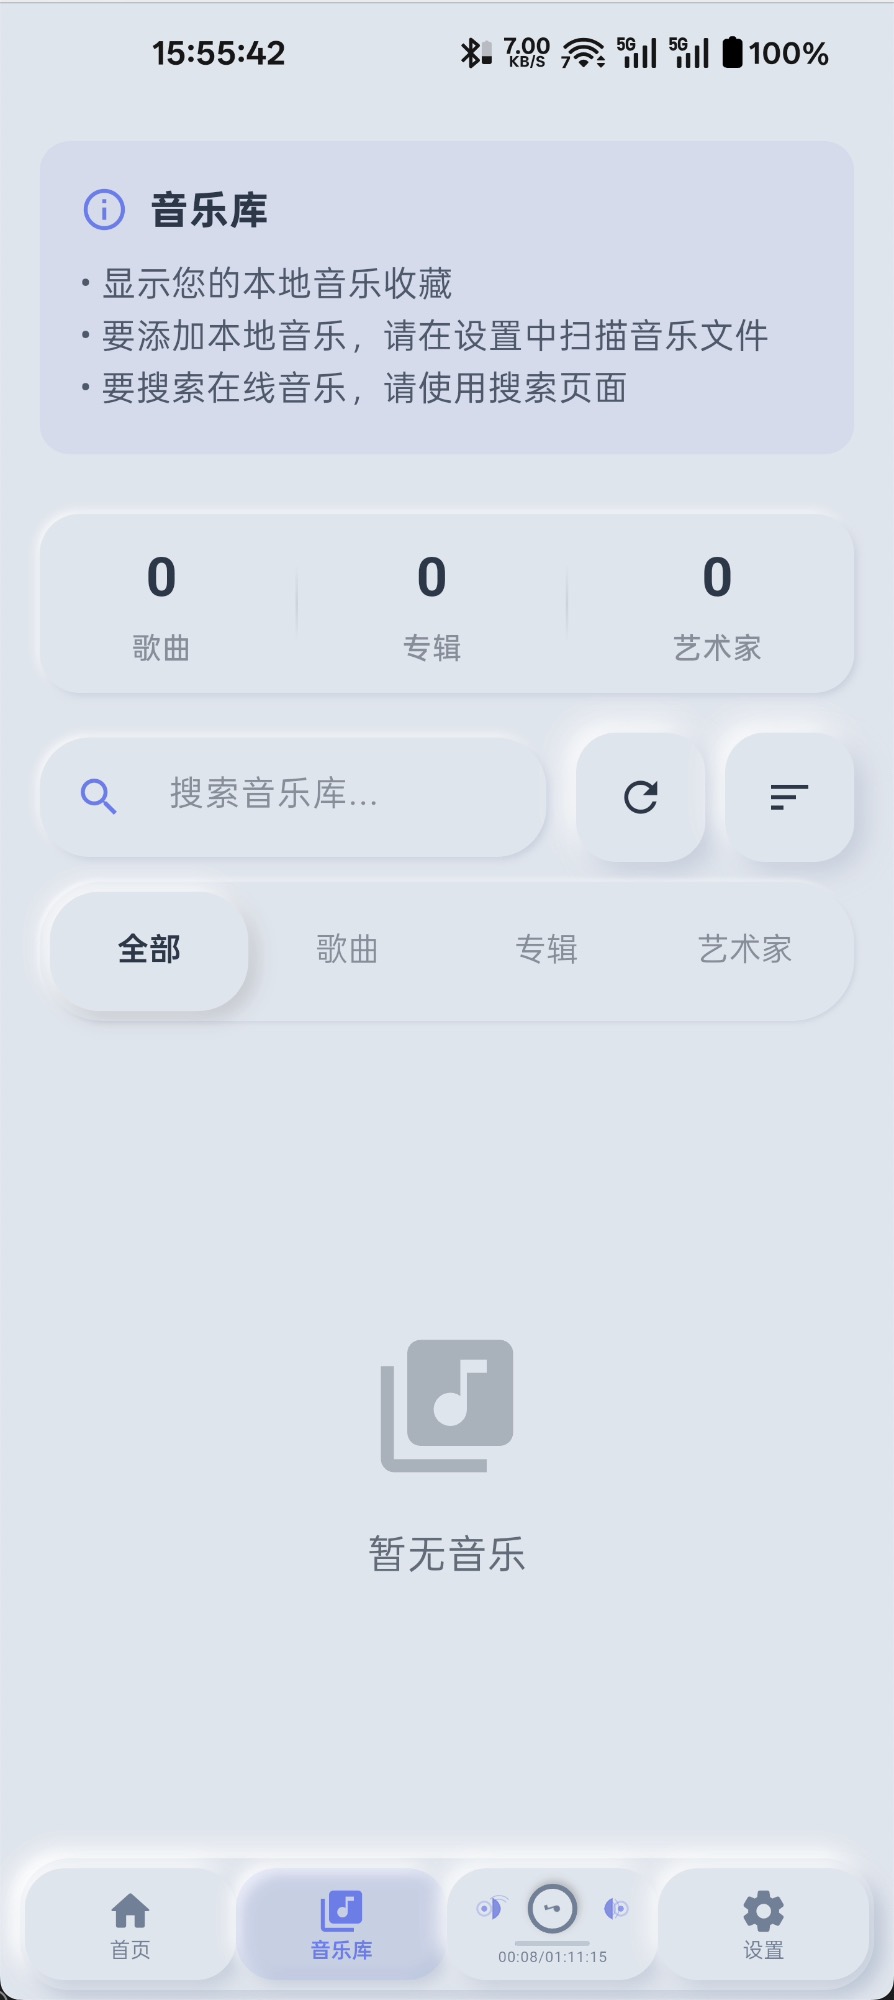 15:55:42
7.00
KB/S
7
5G
5G
100%
音乐库
• 显示您的本地音乐收藏
• 要添加本地音乐，请在设置中扫描音乐文件
• 要搜索在线音乐，请使用搜索页面
0
0
0
歌曲
专辑
艺术家
搜索音乐库...
全部
歌曲
专辑
艺术家
暂无音乐
首页
音乐库
00:08/01:11:15
设置